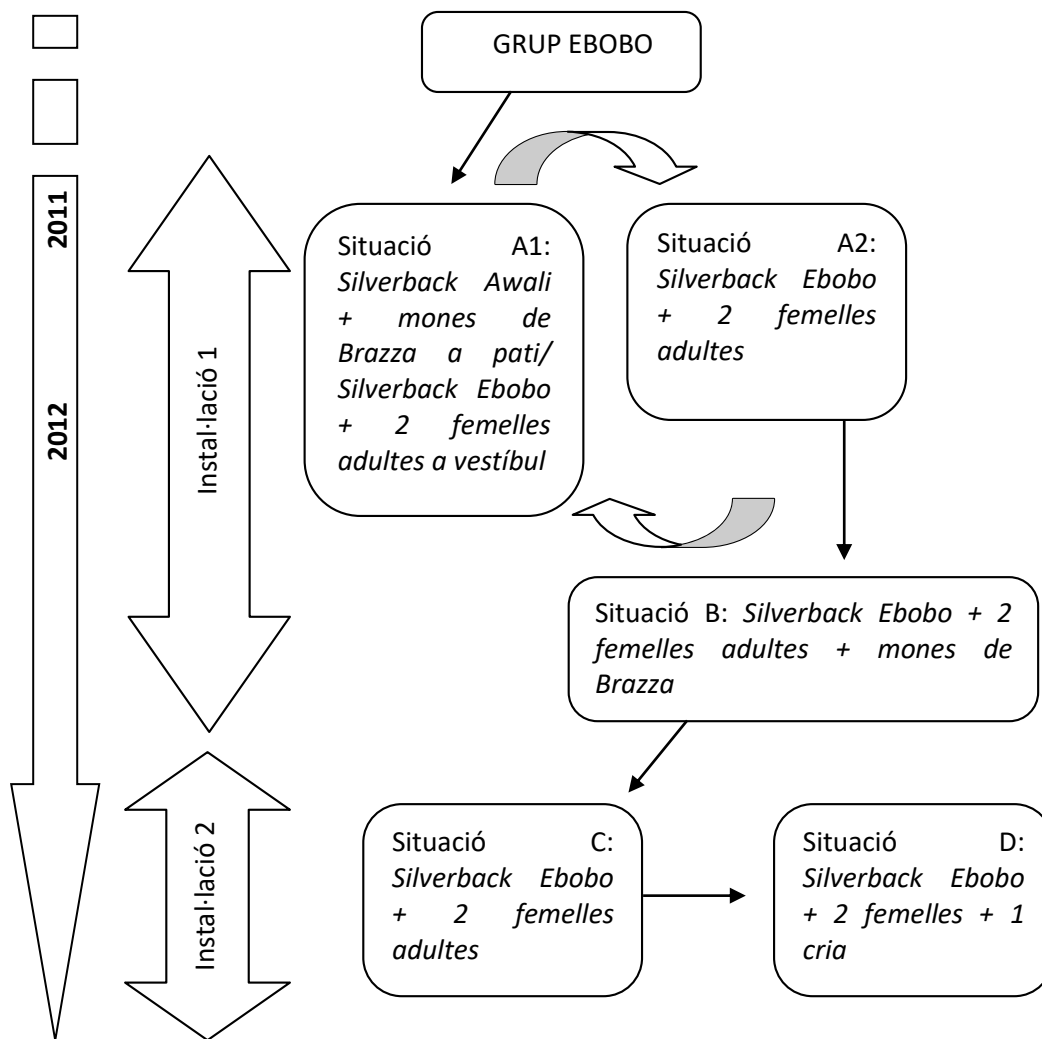 GRUP EBOBO
2011
2012
Instal·lació 1
Situació A1:
Silverback Awali
+ mones de
Brazza a pati/
Silverback Ebobo
+ 2 femelles
adultes a vestíbul
Situació A2:
Silverback Ebobo
+ 2 femelles
adultes
Situació B: Silverback Ebobo + 2
femelles adultes + mones de
Brazza
Instal·lació 2
Situació C:
Silverback Ebobo
+ 2 femelles
adultes
Situació D:
Silverback Ebobo
+ 2 femelles + 1
cria